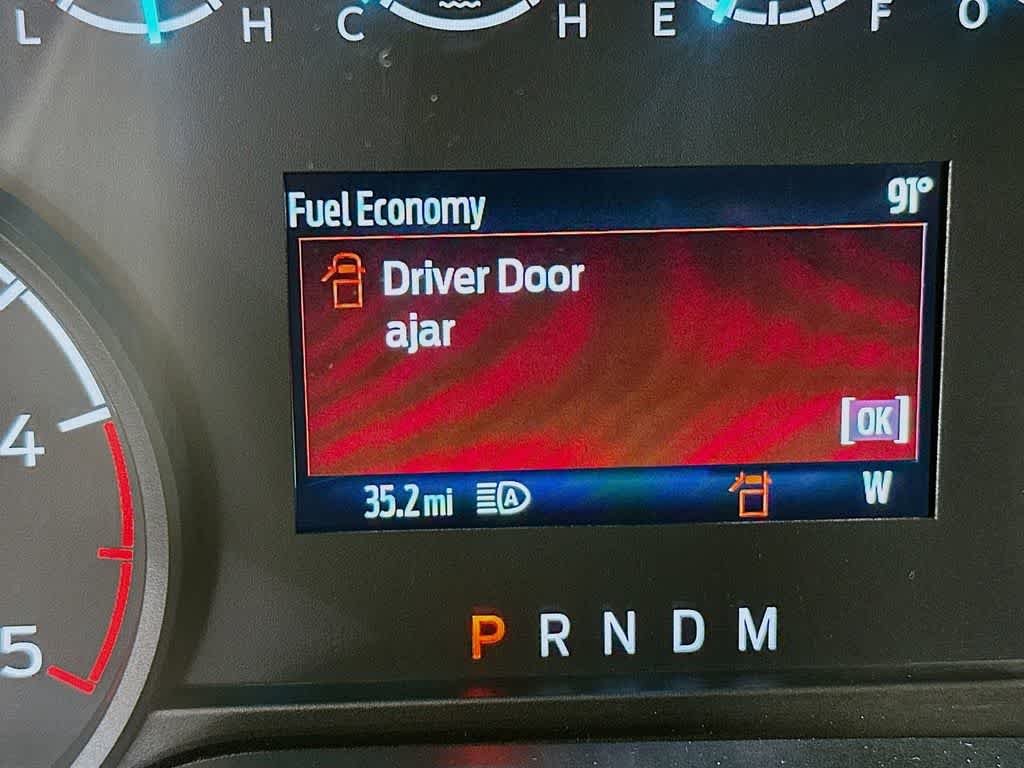 L H C H E F O
Fuel Economy 91°
Driver Door
ajar
[OK]
4
35.2 mi A W
5
P R N D M